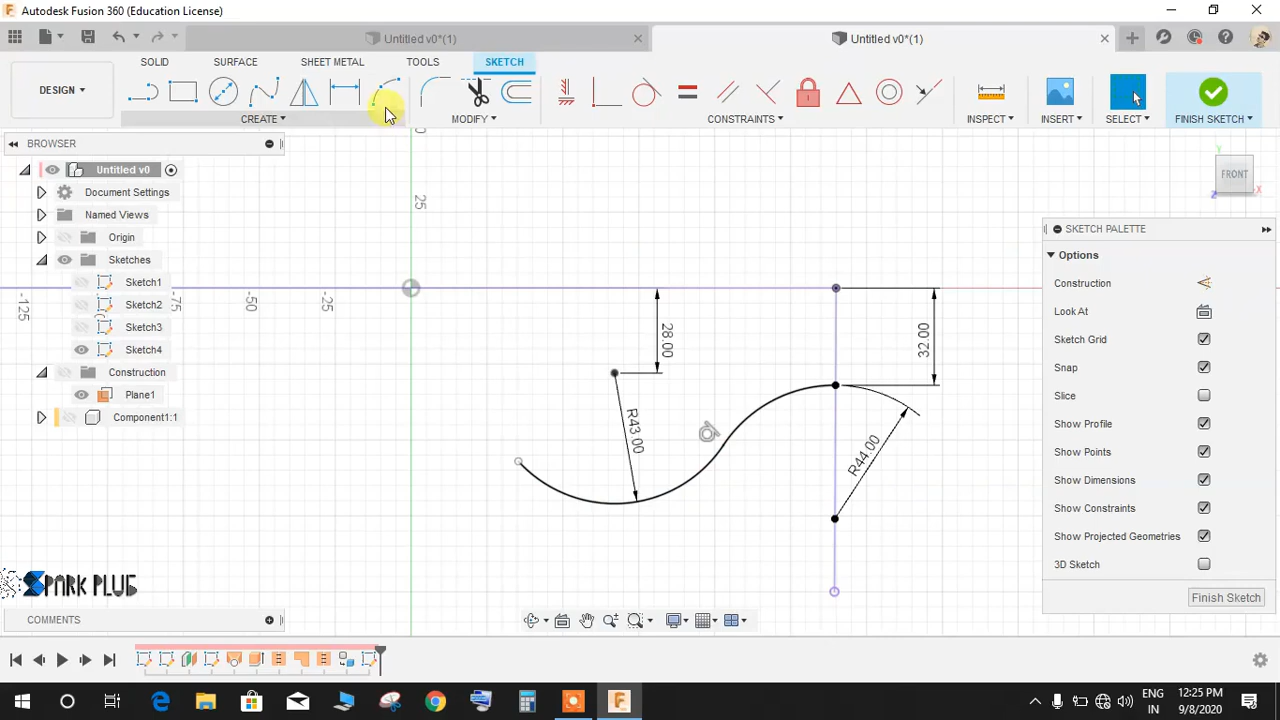 Autodesk Fusion 360 (Education License)
Untitled v0*(1)
Untitled v0*(1)
SOLID
SURFACE
SHEET METAL
TOOLS
SKETCH
DESIGN
CREATE
MODIFY
CONSTRAINTS
INSPECT
INSERT
SELECT
FINISH SKETCH
BROWSER
Untitled v0
Document Settings
Named Views
Origin
Sketches
Sketch1
Sketch2
Sketch3
Sketch4
Construction
Plane1
Component1:1
25
-125
-75
-50
-25
28.00
32.00
R43.00
R44.00
FRONT
Y
X
Z
SKETCH PALETTE
Options
Construction
Look At
Sketch Grid
Snap
Slice
Show Profile
Show Points
Show Dimensions
Show Constraints
Show Projected Geometries
3D Sketch
Finish Sketch
SPARK PLUG
COMMENTS
ENG
IN
12:25 PM
9/8/2020